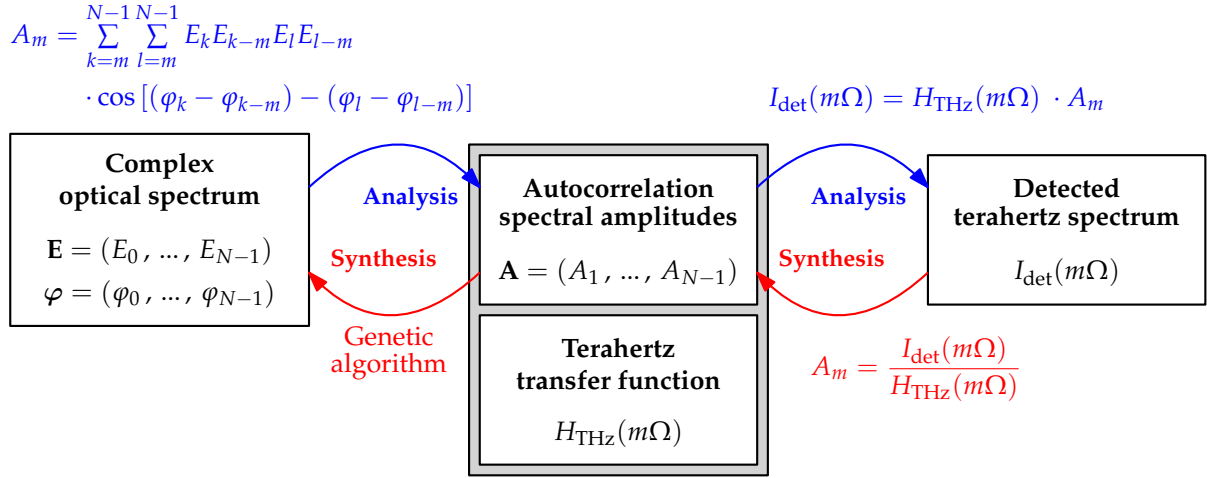 A_m = ∑_{k=m}^{N−1} ∑_{l=m}^{N−1} E_k E_{k−m} E_l E_{l−m}
· cos [(φ_k − φ_{k−m}) − (φ_l − φ_{l−m})]
I_det(mΩ) = H_THz(mΩ) · A_m
Complex
optical spectrum
E = (E_0 , ..., E_{N−1})
φ = (φ_0 , ..., φ_{N−1})
Analysis
Synthesis
Genetic
algorithm
Autocorrelation
spectral amplitudes
A = (A_1 , ..., A_{N−1})
Terahertz
transfer function
H_THz(mΩ)
Analysis
Synthesis
A_m = I_det(mΩ) / H_THz(mΩ)
Detected
terahertz spectrum
I_det(mΩ)